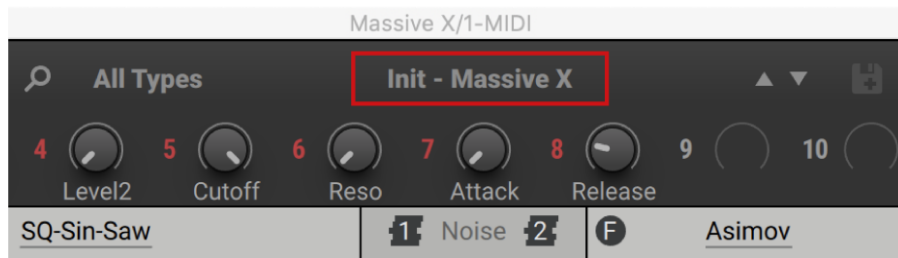 Massive X/1-MIDI
All Types Init - Massive X
4 5 6 7 8 9 10
Level2 Cutoff Reso Attack Release
SQ-Sin-Saw 1 Noise 2 F Asimov